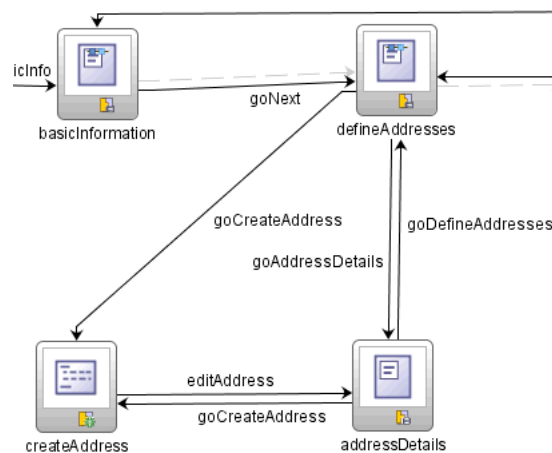 icInfo
goNext
basicInformation
defineAddresses
goCreateAddress
goDefineAddresses
goAddressDetails
editAddress
goCreateAddress
createAddress
addressDetails